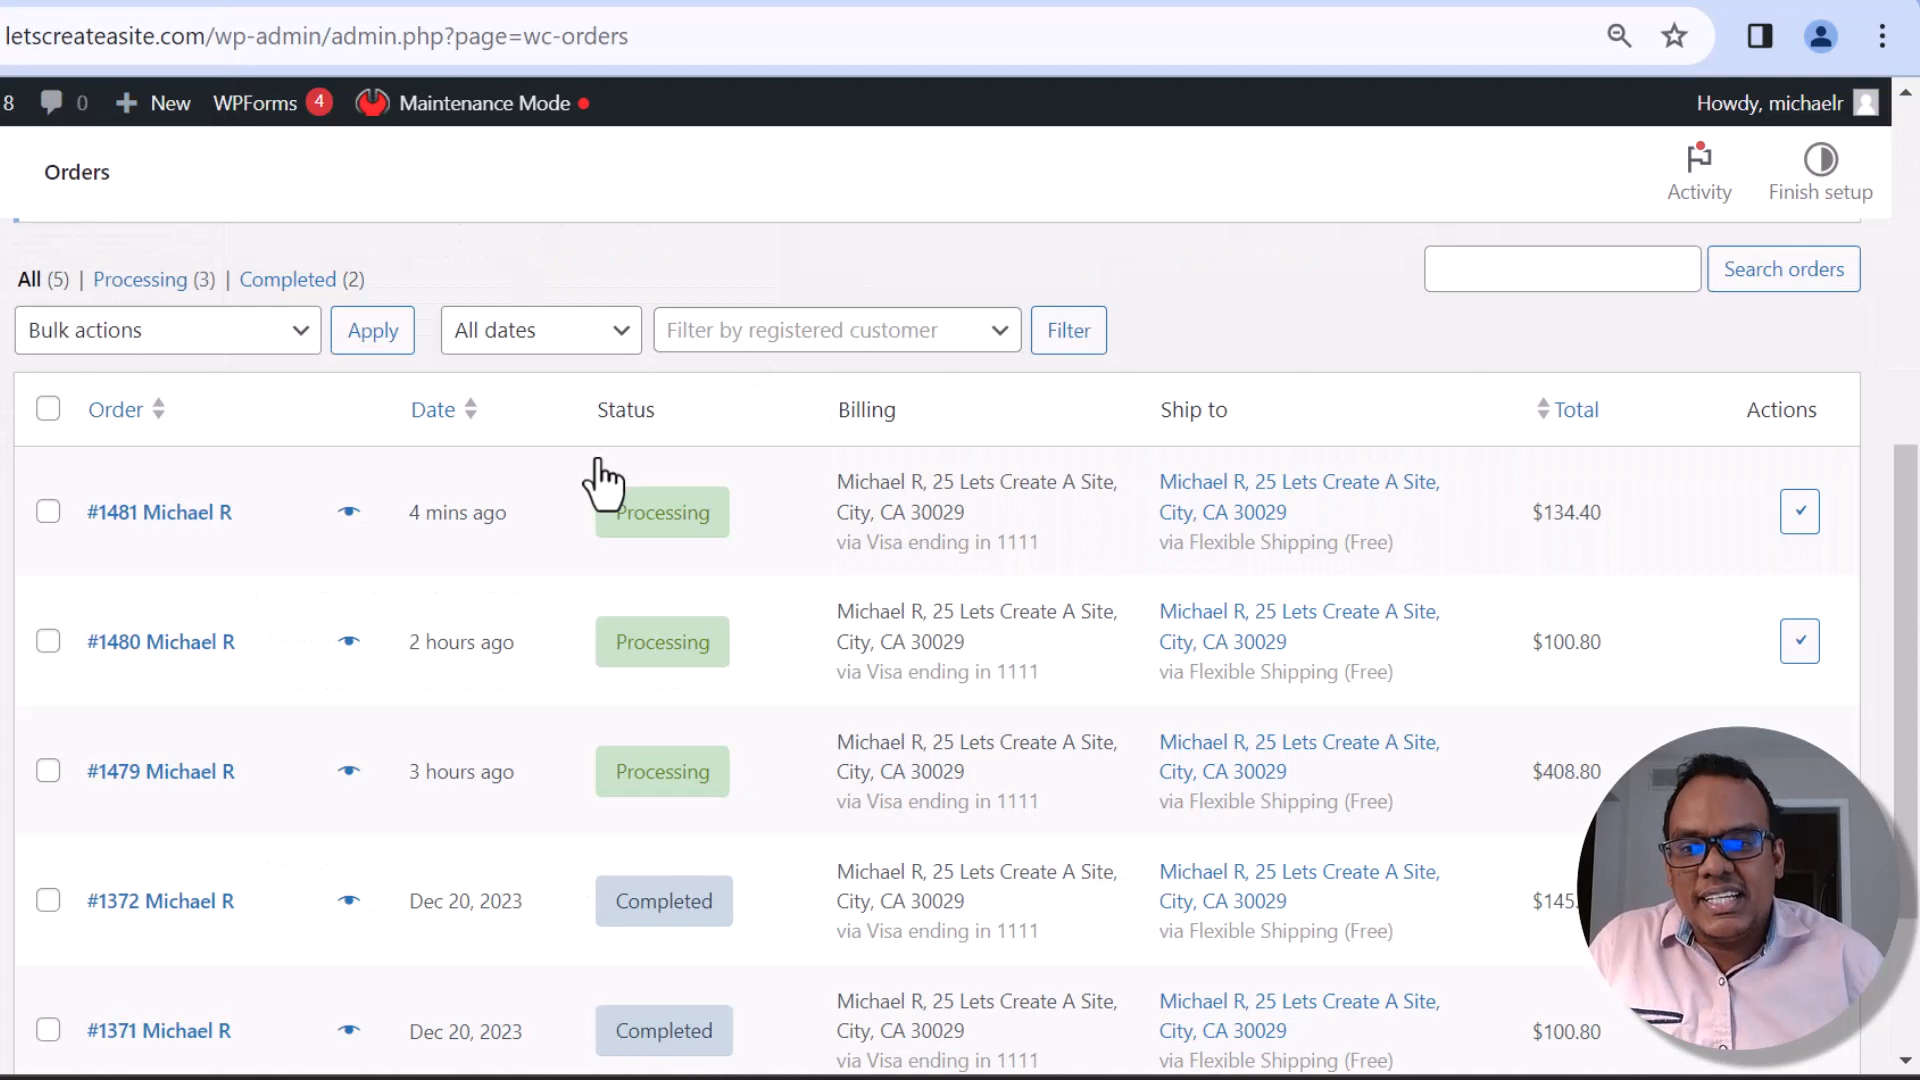 letscreateasite.com/wp-admin/admin.php?page=wc-orders
8 0 New WPForms 4 Maintenance Mode Howdy, michaelr
Orders
Activity Finish setup
All (5) | Processing (3) | Completed (2) Search orders
Bulk actions Apply All dates Filter by registered customer Filter
Order Date Status Billing Ship to Total Actions
#1481 Michael R 4 mins ago Processing Michael R, 25 Lets Create A Site, City, CA 30029 via Visa ending in 1111 Michael R, 25 Lets Create A Site, City, CA 30029 via Flexible Shipping (Free) $134.40
#1480 Michael R 2 hours ago Processing Michael R, 25 Lets Create A Site, City, CA 30029 via Visa ending in 1111 Michael R, 25 Lets Create A Site, City, CA 30029 via Flexible Shipping (Free) $100.80
#1479 Michael R 3 hours ago Processing Michael R, 25 Lets Create A Site, City, CA 30029 via Visa ending in 1111 Michael R, 25 Lets Create A Site, City, CA 30029 via Flexible Shipping (Free) $408.80
#1372 Michael R Dec 20, 2023 Completed Michael R, 25 Lets Create A Site, City, CA 30029 via Visa ending in 1111 Michael R, 25 Lets Create A Site, City, CA 30029 via Flexible Shipping (Free) $145.
#1371 Michael R Dec 20, 2023 Completed Michael R, 25 Lets Create A Site, City, CA 30029 via Visa ending in 1111 Michael R, 25 Lets Create A Site, City, CA 30029 via Flexible Shipping (Free) $100.80